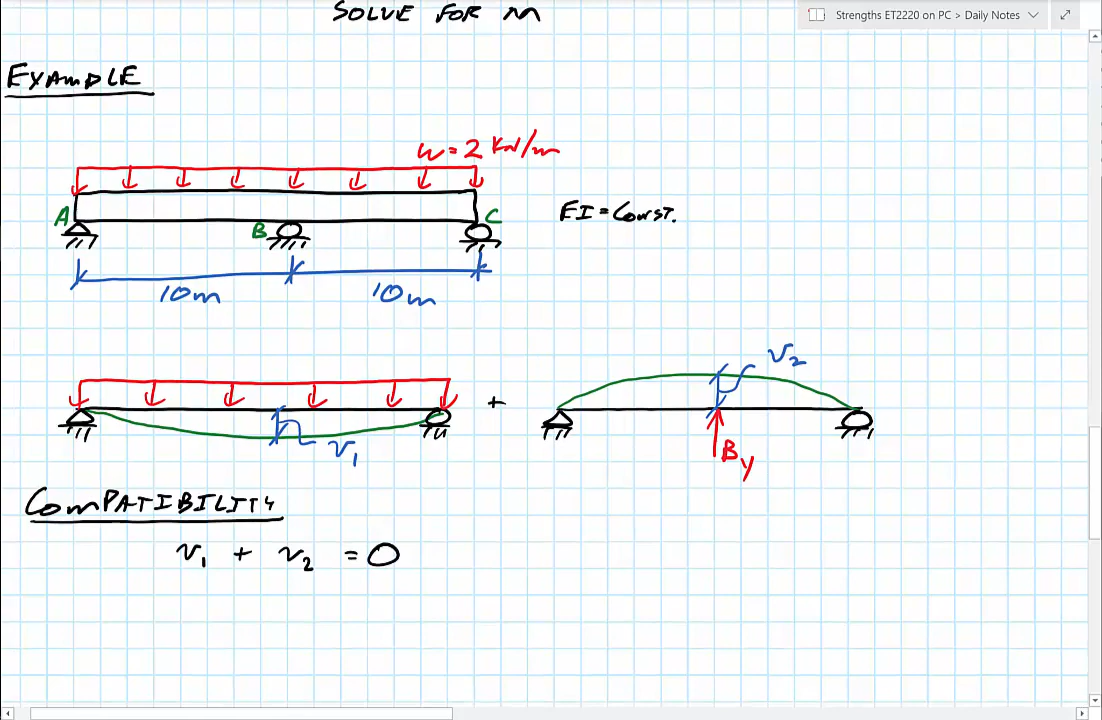 SOLVE FOR M
Strengths ET2220 on PC > Daily Notes
EXAMPLE
w = 2 kN/m
A
B
C
EI = CONST.
10m
10m
v₁
+
v₂
By
COMPATIBILITY
v₁ + v₂ = 0